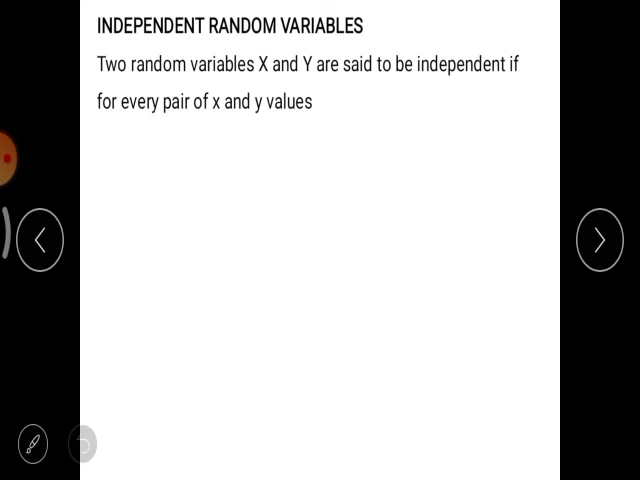 INDEPENDENT RANDOM VARIABLES
Two random variables X and Y are said to be independent if
for every pair of x and y values